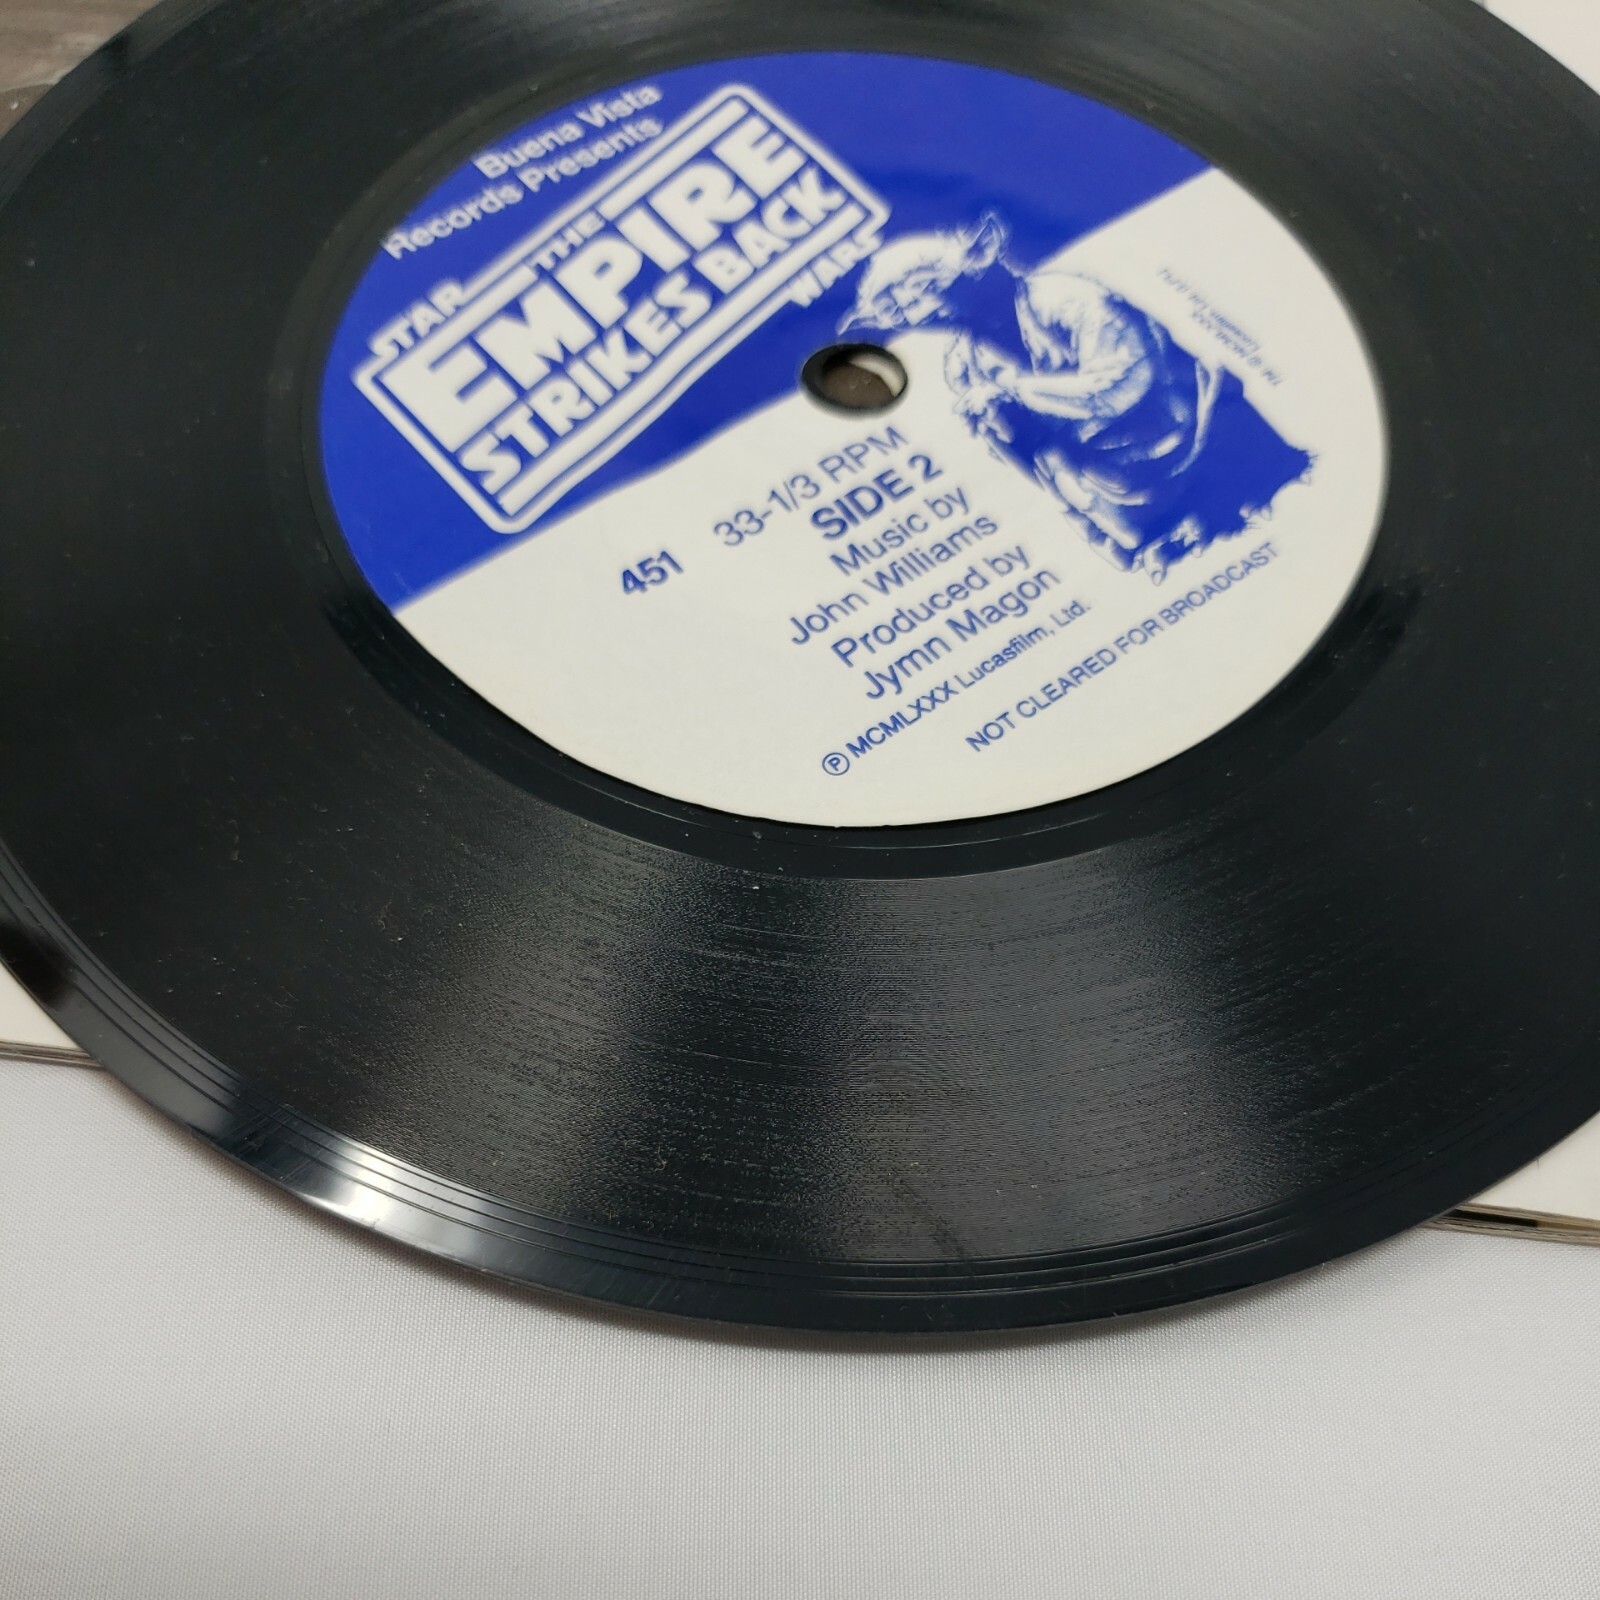 Buena Vista
Records Presents
STAR
THE
EMPIRE
STRIKES BACK
WARS
451
33-1/3 RPM
SIDE 2
Music by
John Williams
Produced by
Jymn Magon
℗ MCMLXXX Lucasfilm, Ltd.
NOT CLEARED FOR BROADCAST